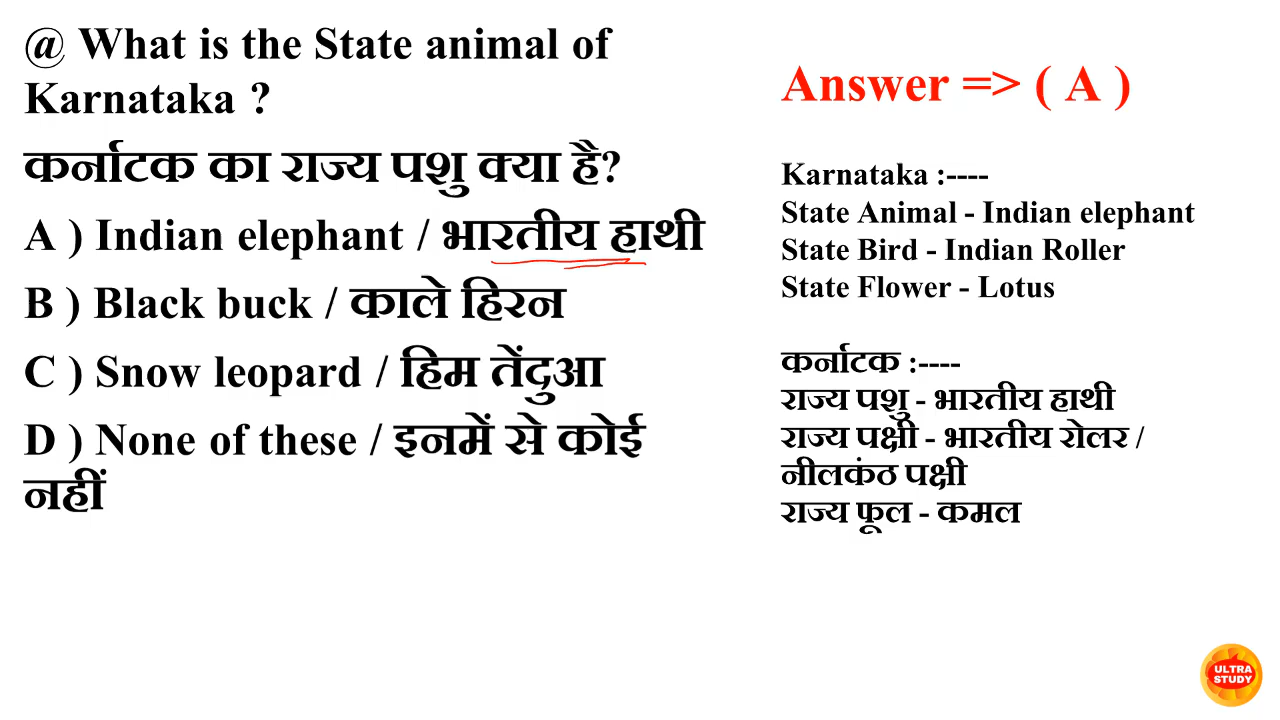 @ What is the State animal of
Karnataka ?
कर्नाटक का राज्य पशु क्या है?
A ) Indian elephant / भारतीय हाथी
B ) Black buck / काले हिरन
C ) Snow leopard / हिम तेंदुआ
D ) None of these / इनमें से कोई
नहीं
Answer => ( A )
Karnataka :----
State Animal - Indian elephant
State Bird - Indian Roller
State Flower - Lotus
कर्नाटक :----
राज्य पशु - भारतीय हाथी
राज्य पक्षी - भारतीय रोलर /
नीलकंठ पक्षी
राज्य फूल - कमल
ULTRA
STUDY